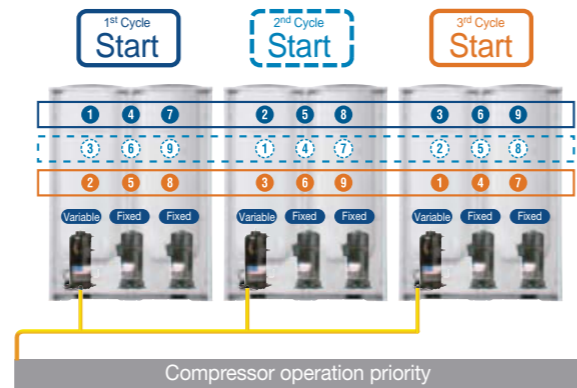 1st Cycle
Start
2nd Cycle
Start
3rd Cycle
Start
1 4 7 2 5 8 3 6 9
3 6 9 1 4 7 2 5 8
2 5 8 3 6 9 1 4 7
Variable Fixed Fixed Variable Fixed Fixed Variable Fixed Fixed
Compressor operation priority